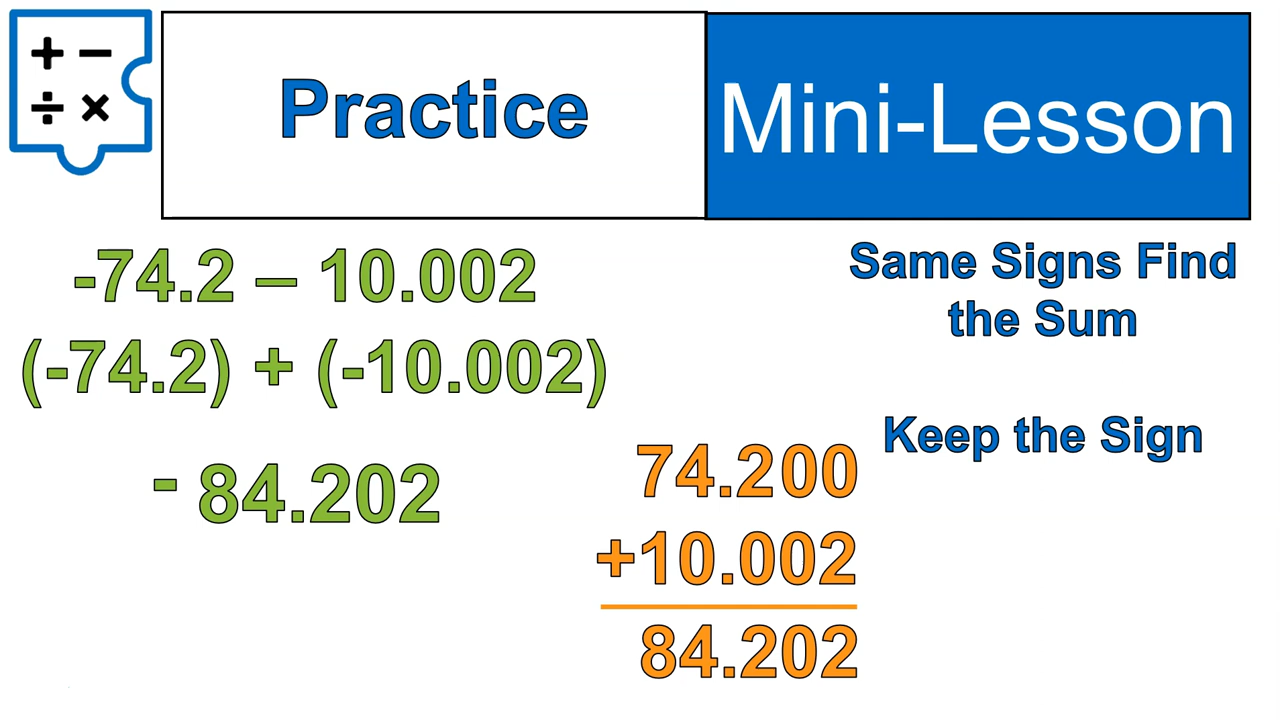 + −
÷ ×
Practice
Mini-Lesson
-74.2 – 10.002
(-74.2) + (-10.002)
- 84.202
Same Signs Find
the Sum
Keep the Sign
74.200
+10.002
84.202